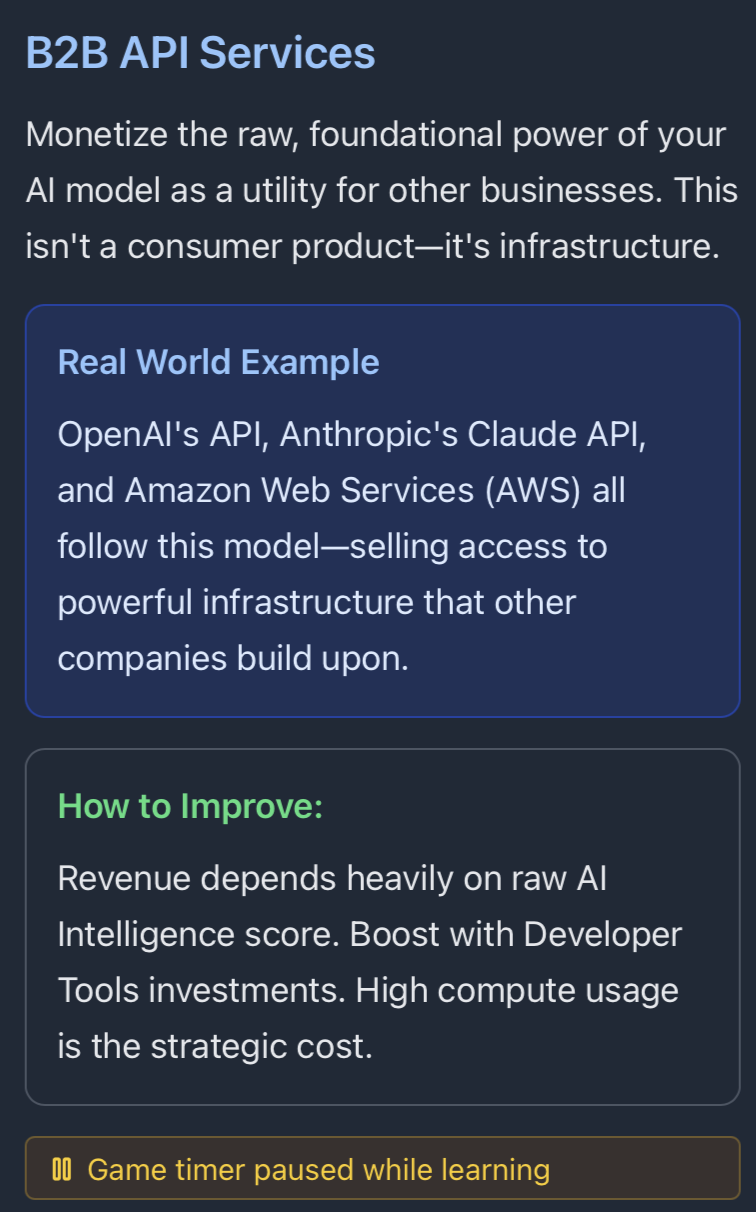 B2B API Services
Monetize the raw, foundational power of your
AI model as a utility for other businesses. This
isn't a consumer product—it's infrastructure.
Real World Example
OpenAI's API, Anthropic's Claude API,
and Amazon Web Services (AWS) all
follow this model—selling access to
powerful infrastructure that other
companies build upon.
How to Improve:
Revenue depends heavily on raw AI
Intelligence score. Boost with Developer
Tools investments. High compute usage
is the strategic cost.
Game timer paused while learning